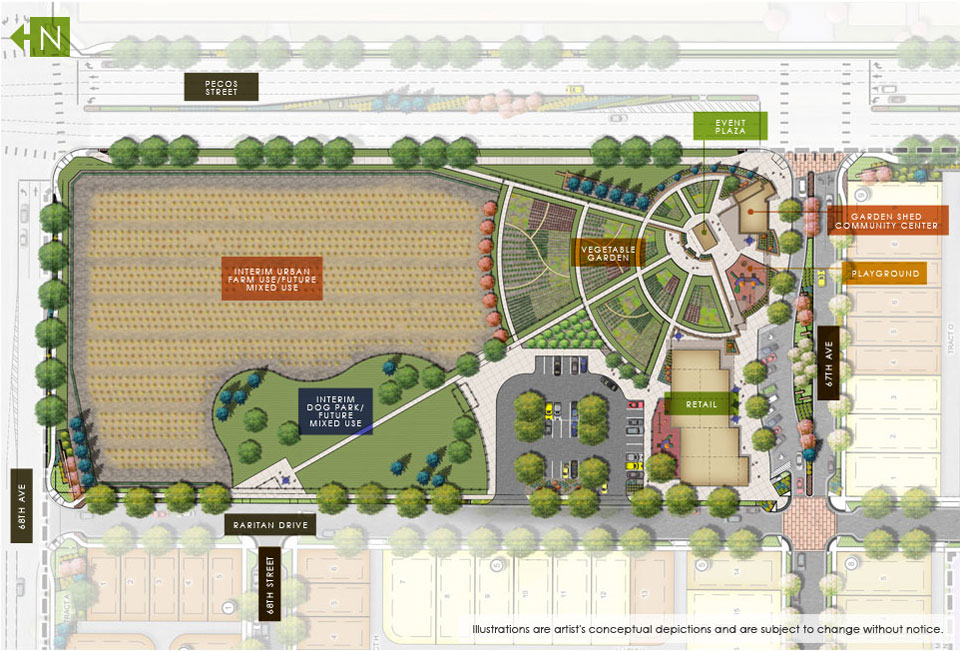 N
PECOS
STREET
EVENT
PLAZA
GARDEN SHED
COMMUNITY CENTER
VEGETABLE
GARDEN
INTERIM URBAN
FARM USE/FUTURE
MIXED USE
PLAYGROUND
TRACT O
67TH AVE
INTERIM
DOG PARK/
FUTURE
MIXED USE
RETAIL
68TH AVE
RARITAN DRIVE
68TH STREET
TRACT A
Illustrations are artist's conceptual depictions and are subject to change without notice.